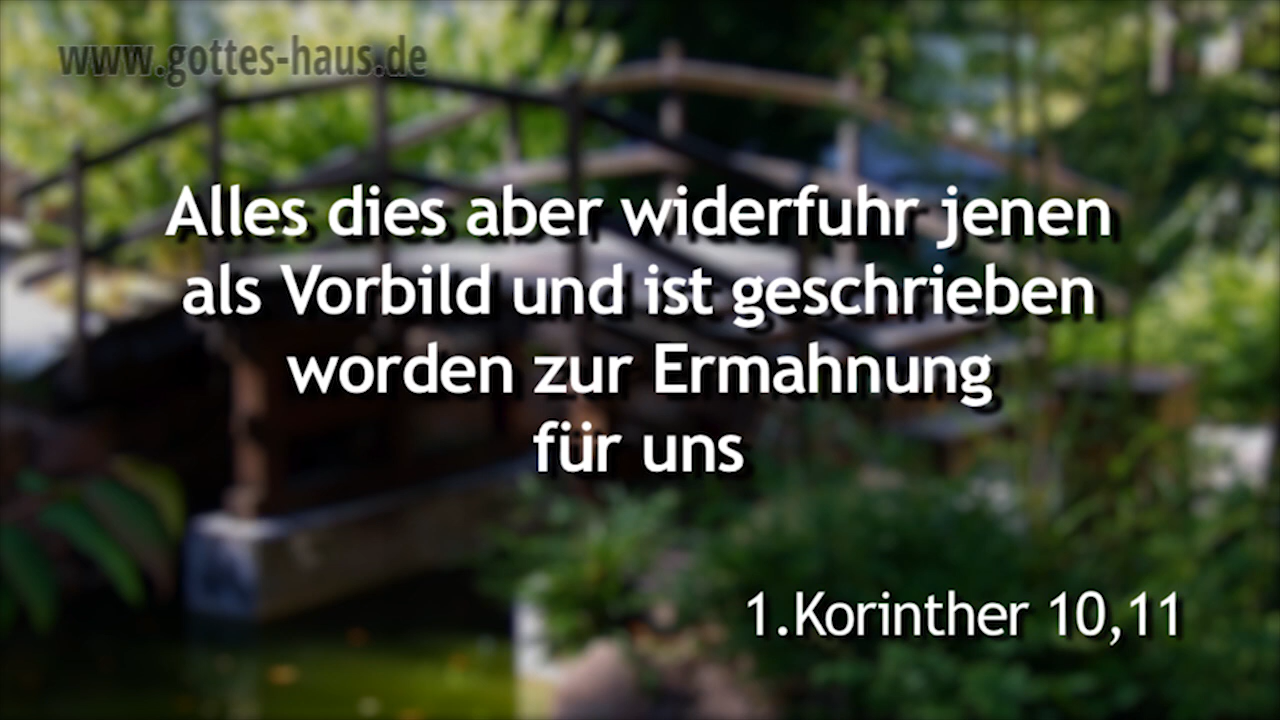 www.gottes-haus.de
Alles dies aber widerfuhr jenen
als Vorbild und ist geschrieben
worden zur Ermahnung
für uns
1.Korinther 10,11